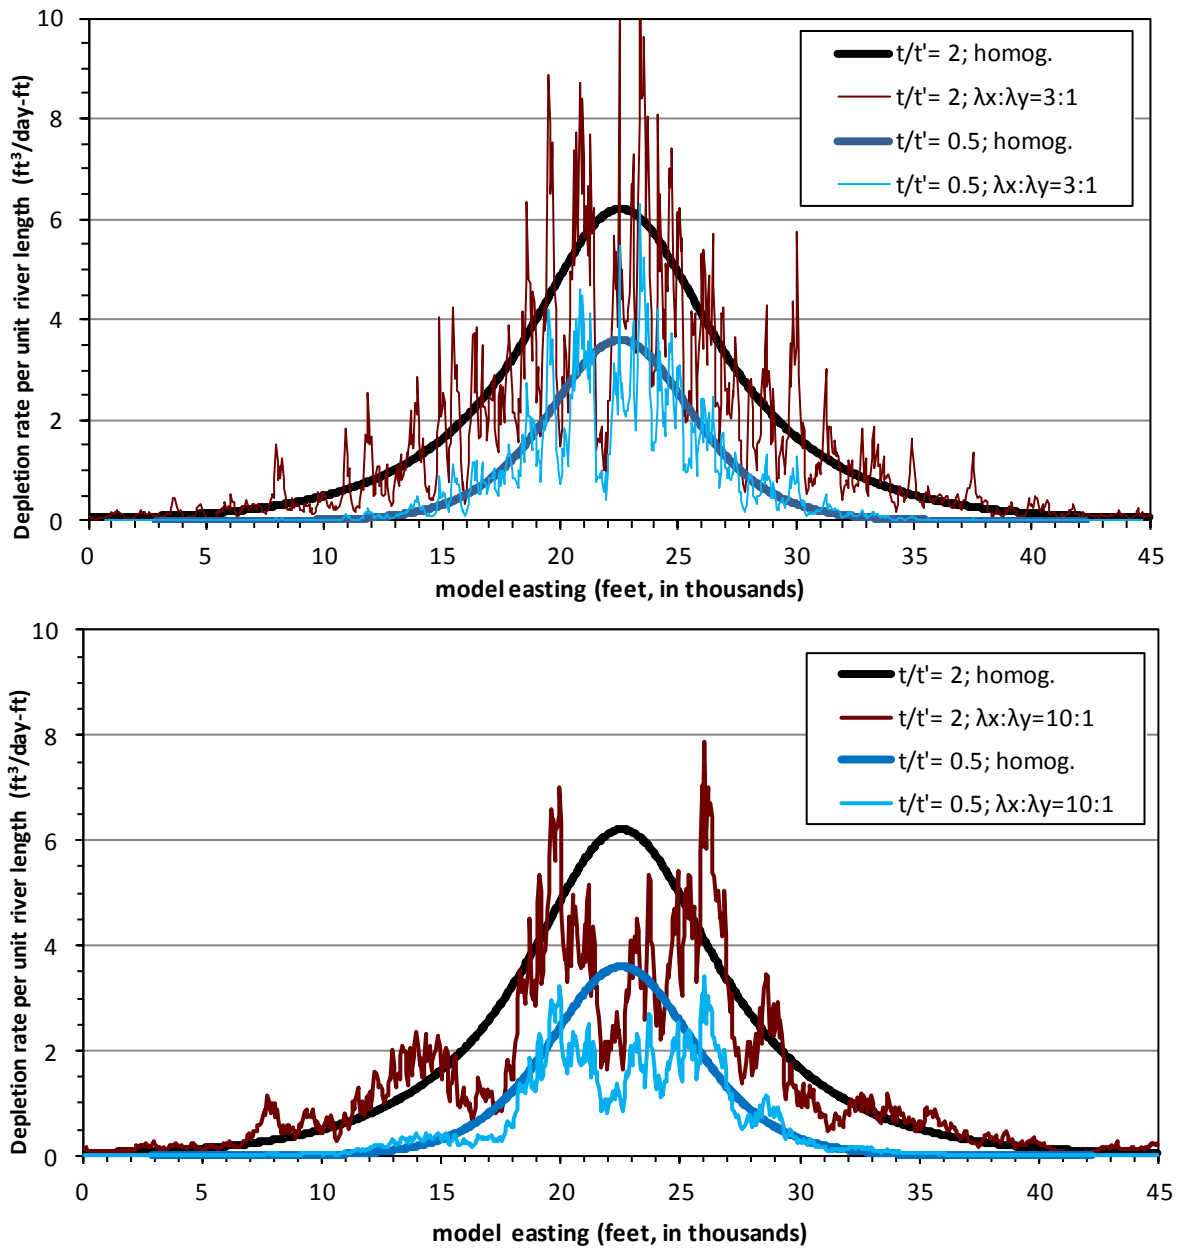 10
8
6
4
2
0
Depletion rate per unit river length (ft³/day-ft)
t/t'= 2; homog.
t/t'= 2; λx:λy=3:1
t/t'= 0.5; homog.
t/t'= 0.5; λx:λy=3:1
0 5 10 15 20 25 30 35 40 45
model easting (feet, in thousands)
10
8
6
4
2
0
Depletion rate per unit river length (ft³/day-ft)
t/t'= 2; homog.
t/t'= 2; λx:λy=10:1
t/t'= 0.5; homog.
t/t'= 0.5; λx:λy=10:1
0 5 10 15 20 25 30 35 40 45
model easting (feet, in thousands)